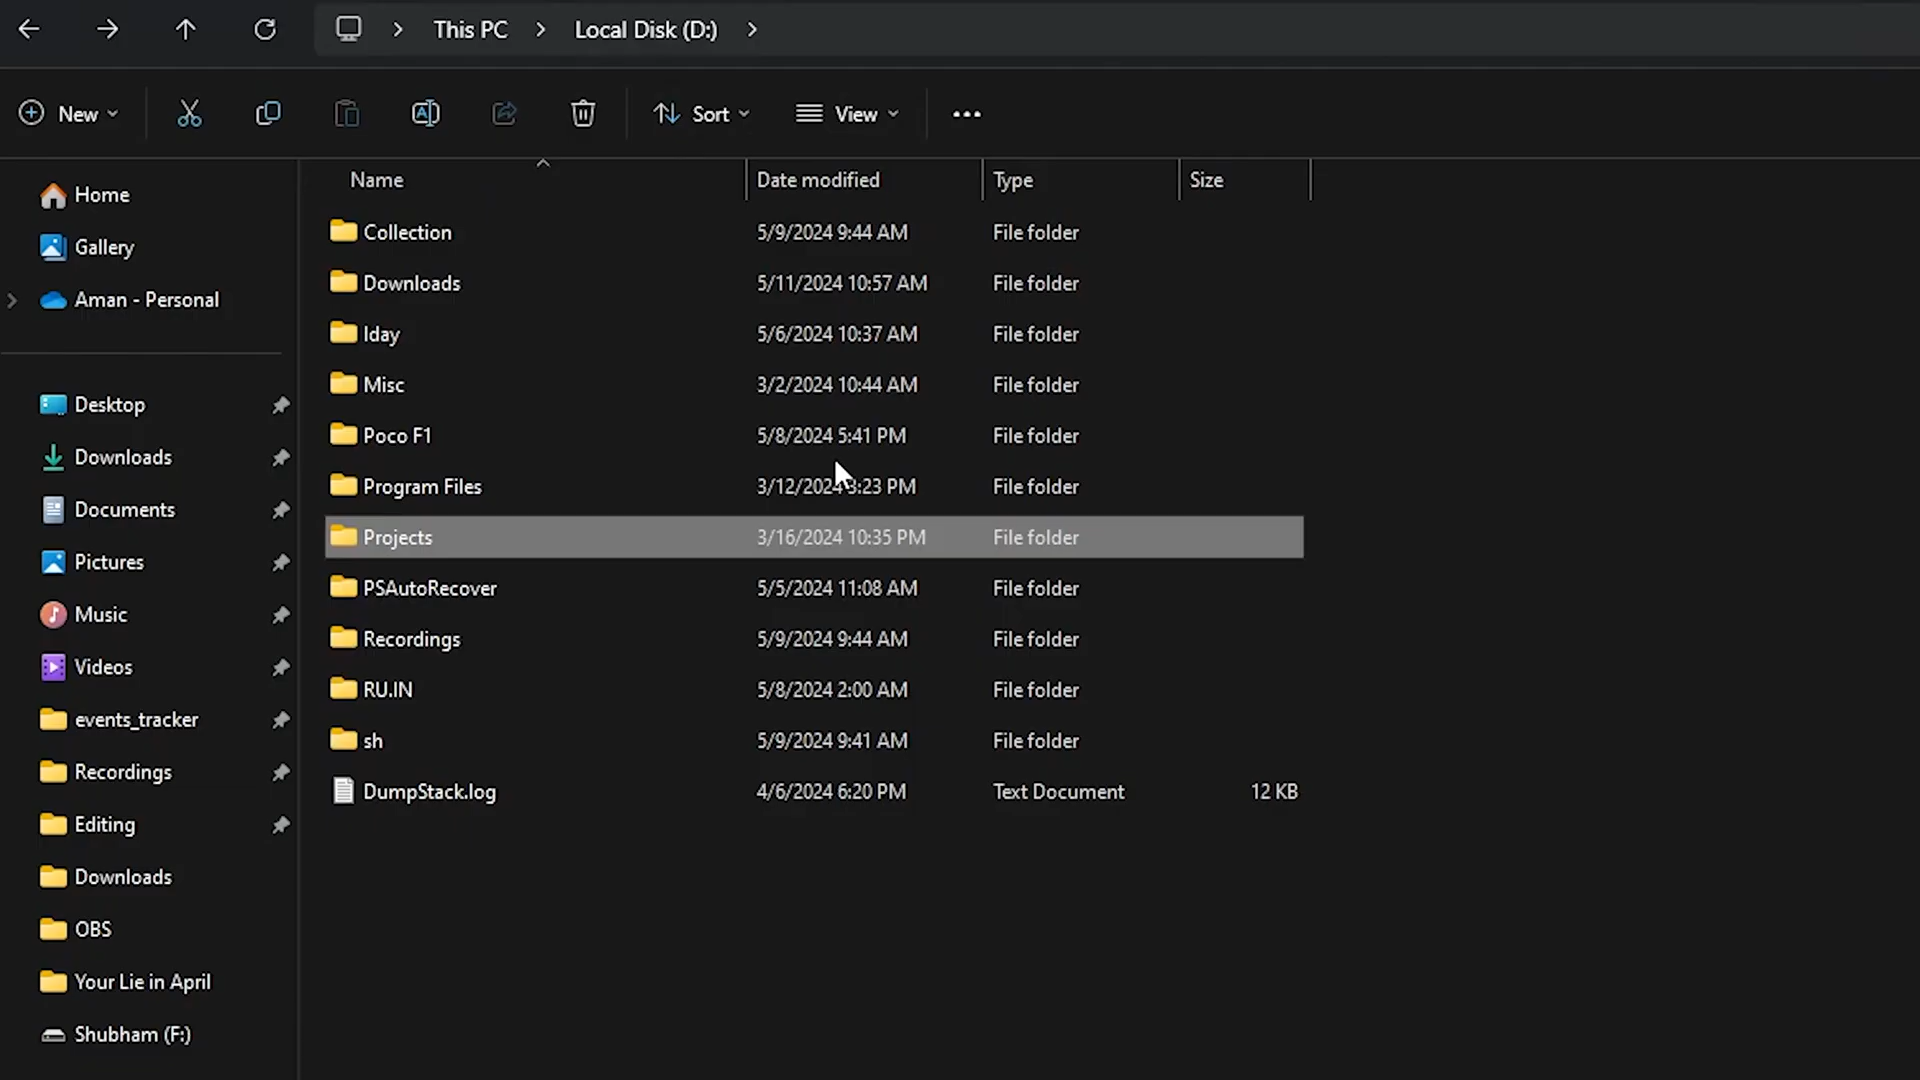 This PC
Local Disk (D:)
New
Sort
View
Name
Date modified
Type
Size
Home
Gallery
Aman - Personal
Desktop
Downloads
Documents
Pictures
Music
Videos
events_tracker
Recordings
Editing
Downloads
OBS
Your Lie in April
Shubham (F:)
Collection 5/9/2024 9:44 AM File folder
Downloads 5/11/2024 10:57 AM File folder
Iday 5/6/2024 10:37 AM File folder
Misc 3/2/2024 10:44 AM File folder
Poco F1 5/8/2024 5:41 PM File folder
Program Files 3/12/2024 3:23 PM File folder
Projects 3/16/2024 10:35 PM File folder
PSAutoRecover 5/5/2024 11:08 AM File folder
Recordings 5/9/2024 9:44 AM File folder
RU.IN 5/8/2024 2:00 AM File folder
sh 5/9/2024 9:41 AM File folder
DumpStack.log 4/6/2024 6:20 PM Text Document 12 KB